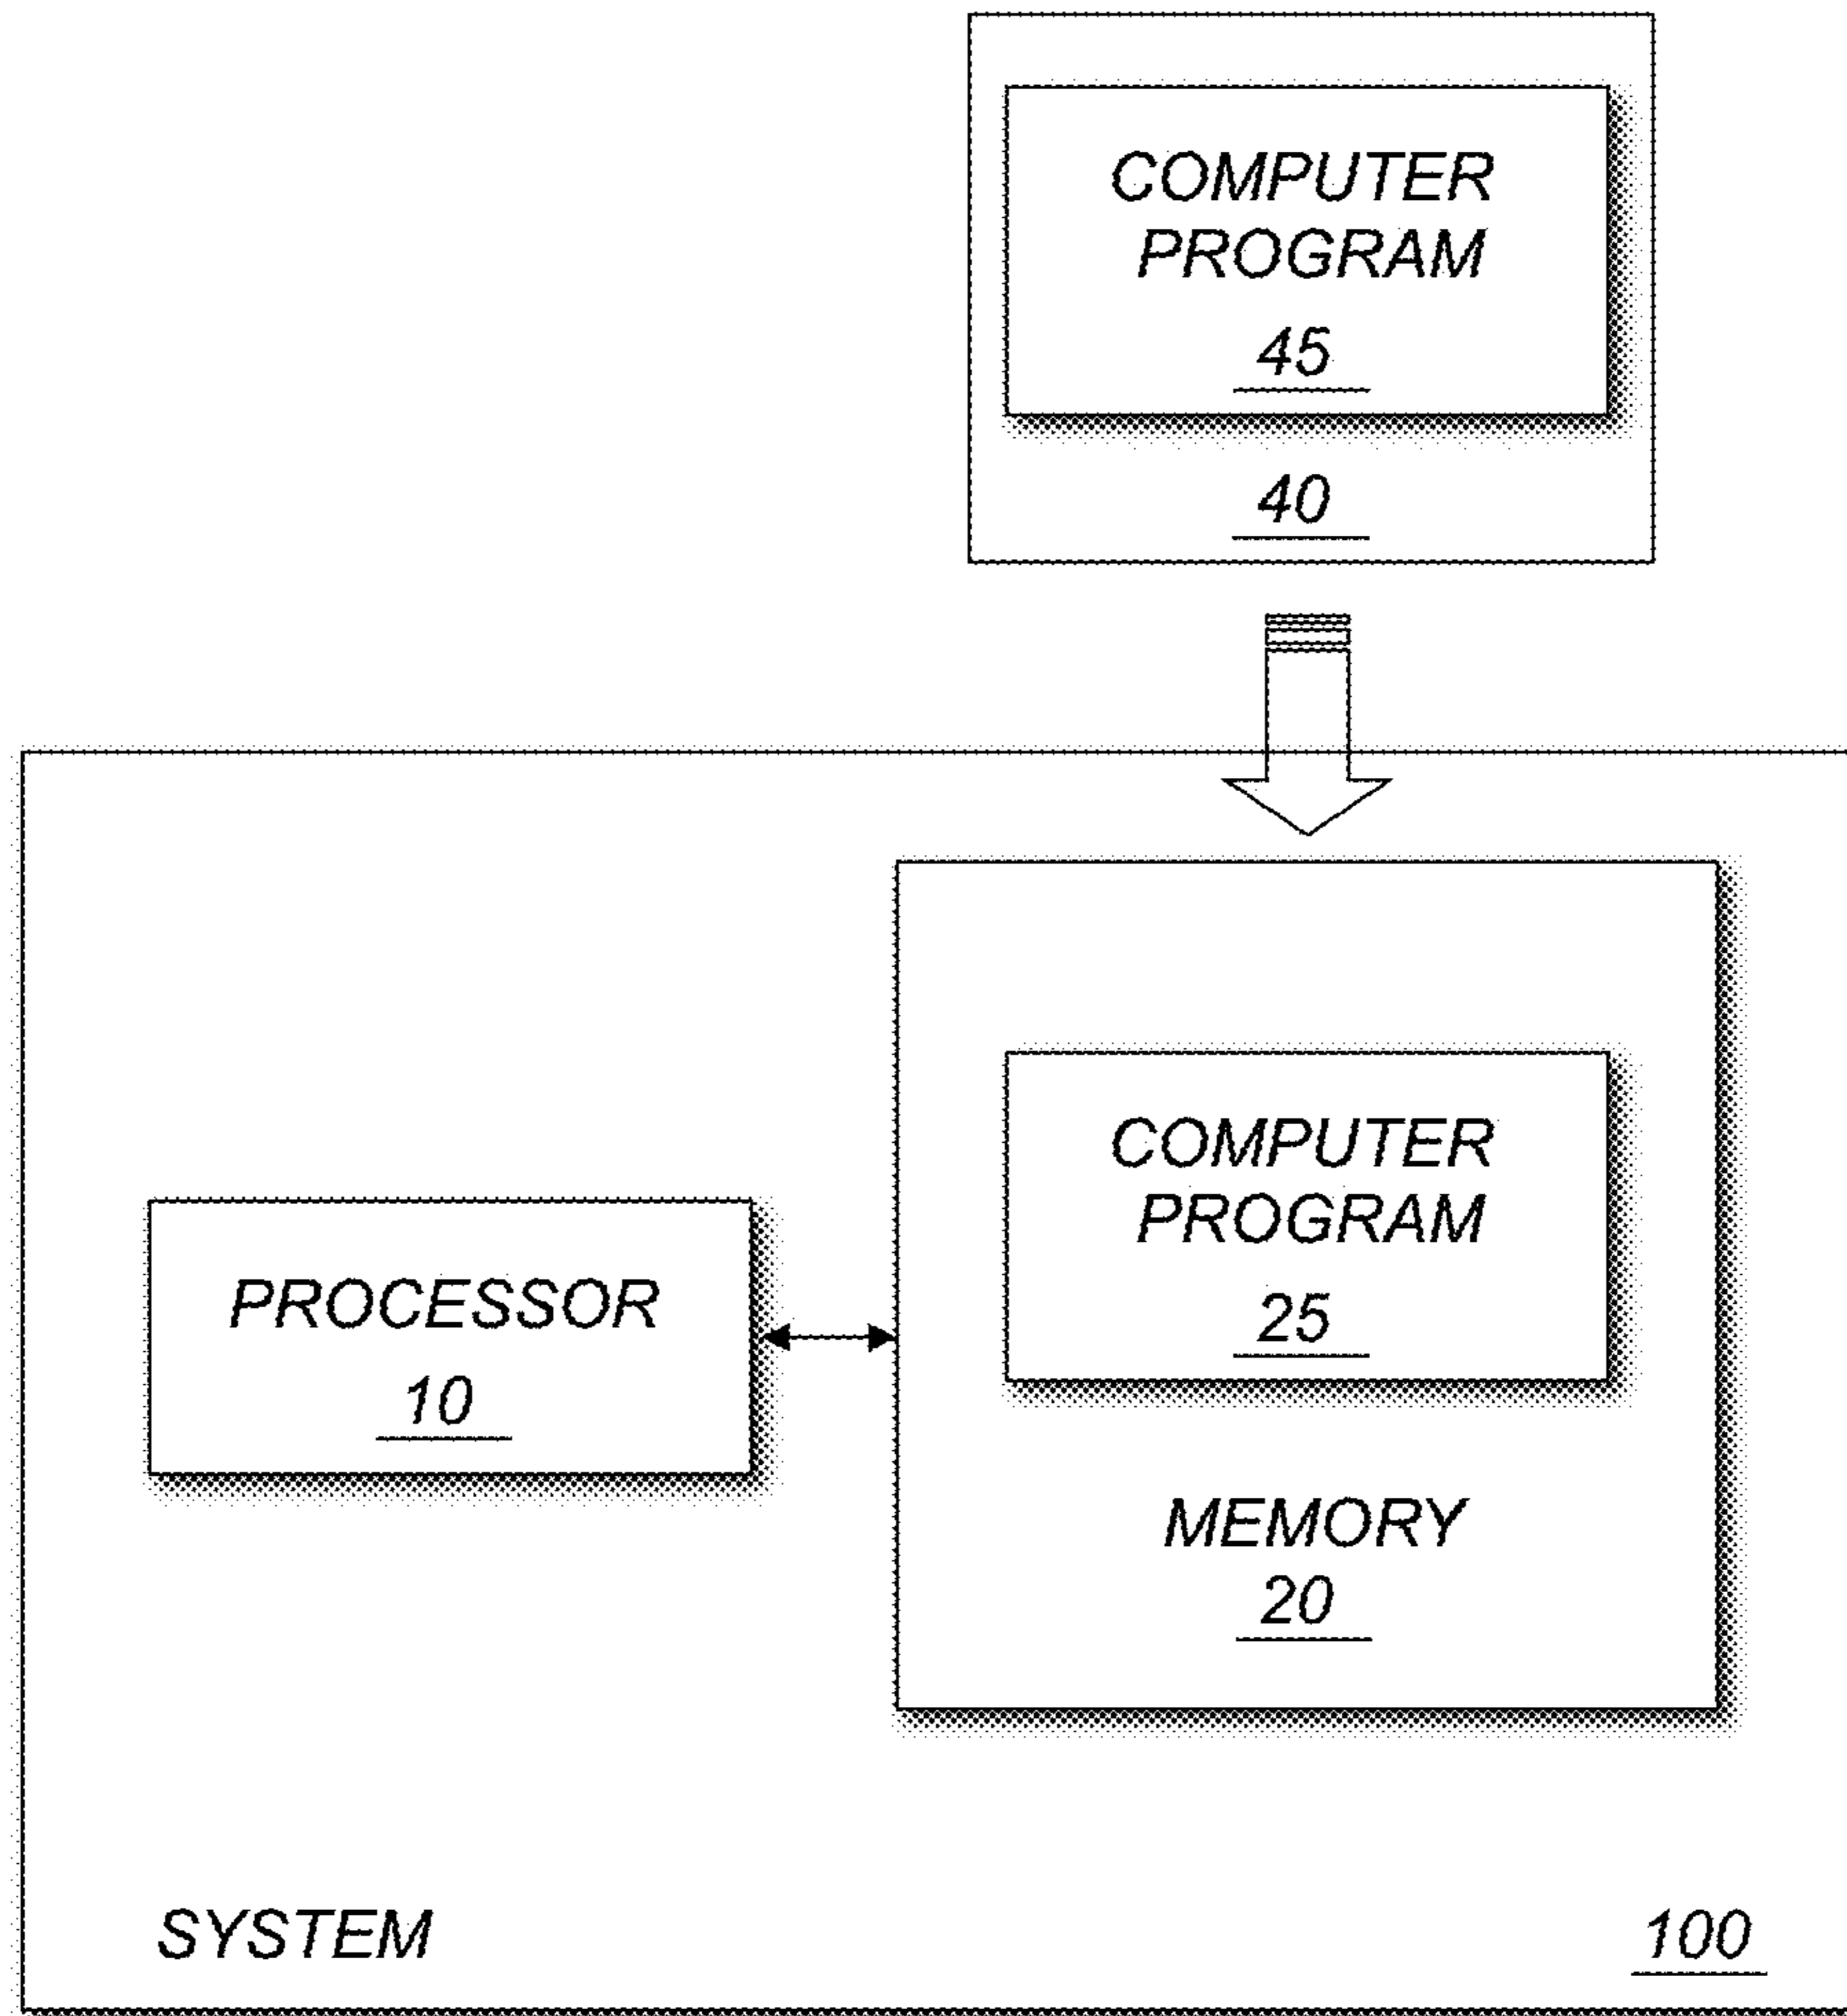 COMPUTER
PROGRAM
45
40
COMPUTER
PROGRAM
25
PROCESSOR
10
MEMORY
20
SYSTEM
100